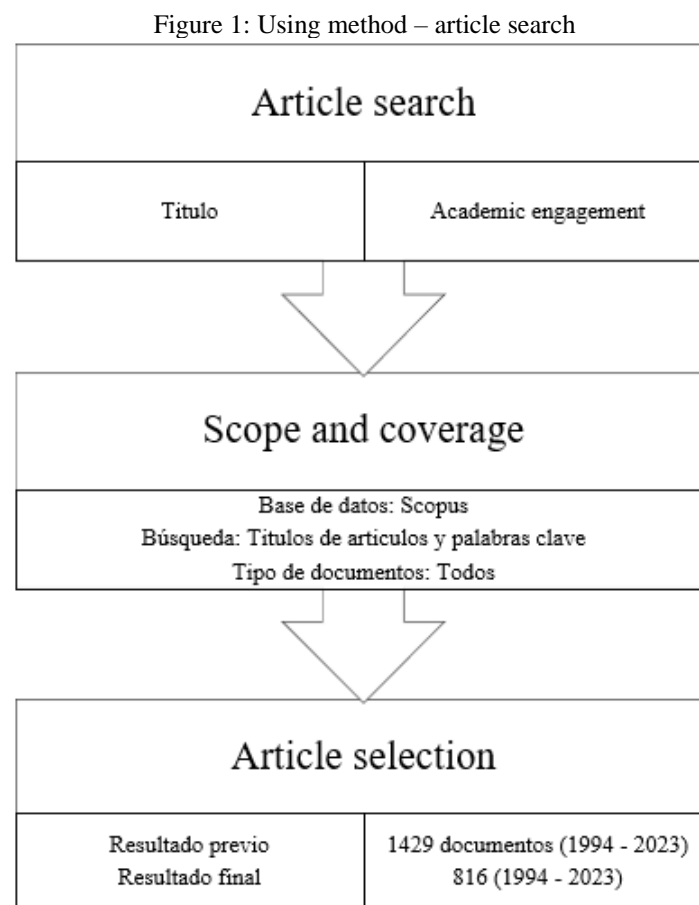 Figure 1: Using method – article search
Article search
Titulo
Academic engagement
Scope and coverage
Base de datos: Scopus
Búsqueda: Titulos de articulos y palabras clave
Tipo de documentos: Todos
Article selection
Resultado previo
Resultado final
1429 documentos (1994 - 2023)
816 (1994 - 2023)